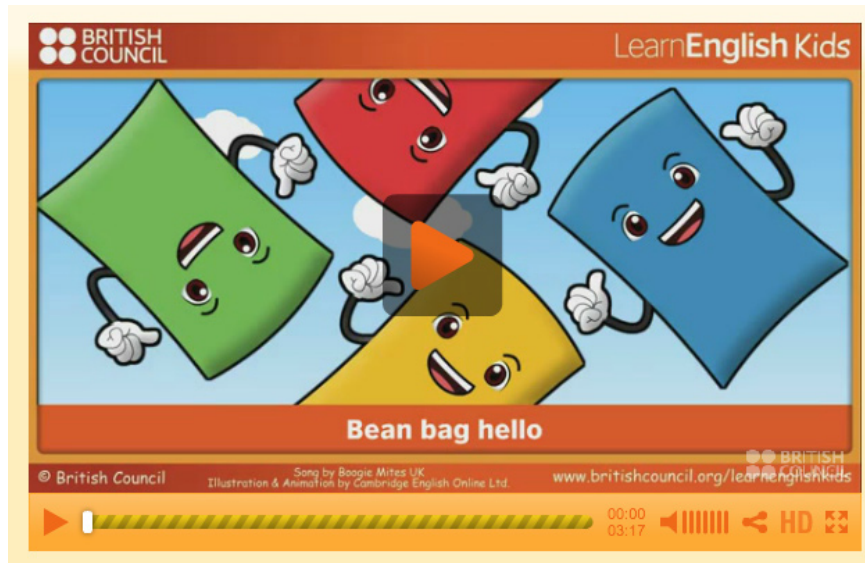 BRITISH
COUNCIL
LearnEnglish Kids
Bean bag hello
BRITISH
COUNCIL
© British Council
Song by Boogie Mites UK
Illustration & Animation by Cambridge English Online Ltd.
www.britishcouncil.org/learnenglishkids
00:00
03:17
HD